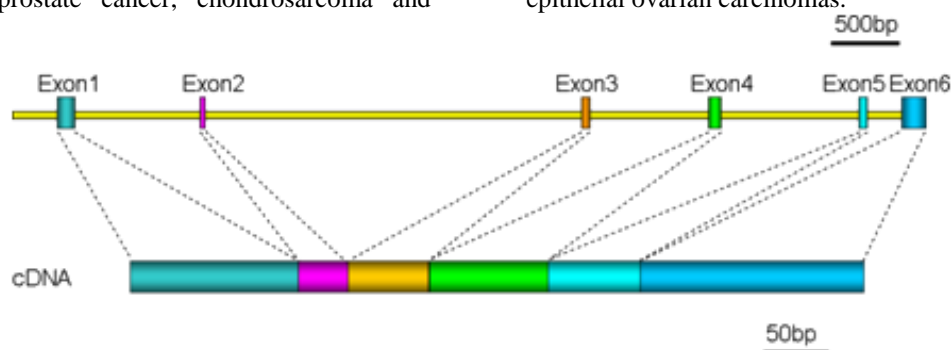 prostate cancer, chondrosarcoma and
epithelial ovarian carcinomas.
500bp
Exon1 Exon2 Exon3 Exon4 Exon5 Exon6
cDNA
50bp